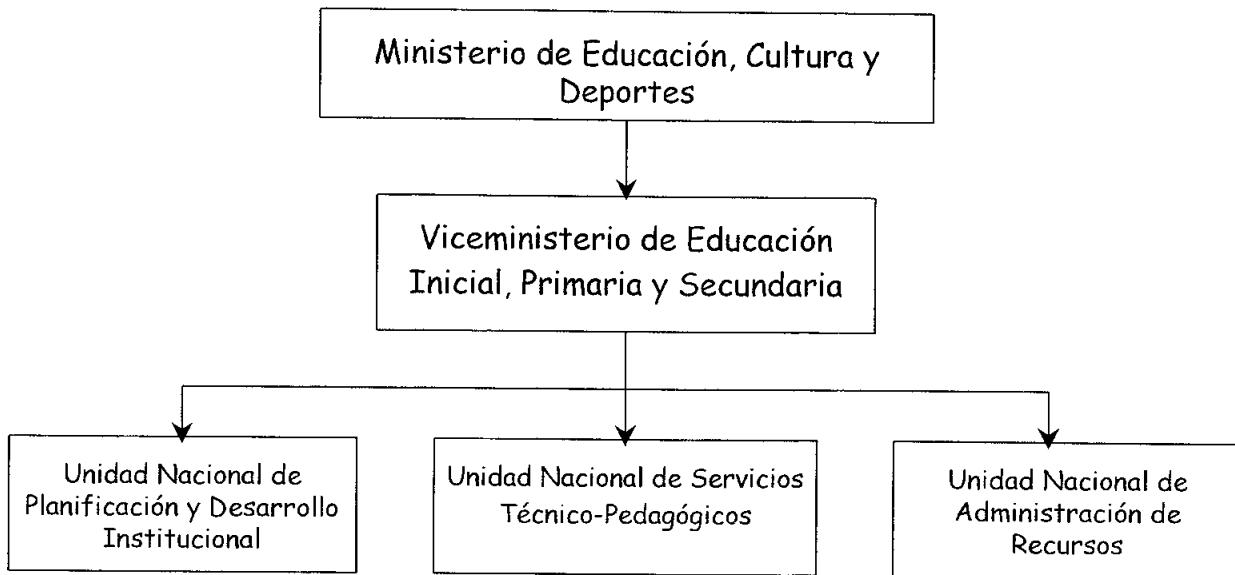 Ministerio de Educación, Cultura y
Deportes
Viceministerio de Educación
Inicial, Primaria y Secundaria
Unidad Nacional de
Planificación y Desarrollo
Institucional
Unidad Nacional de Servicios
Técnico-Pedagógicos
Unidad Nacional de
Administración de
Recursos